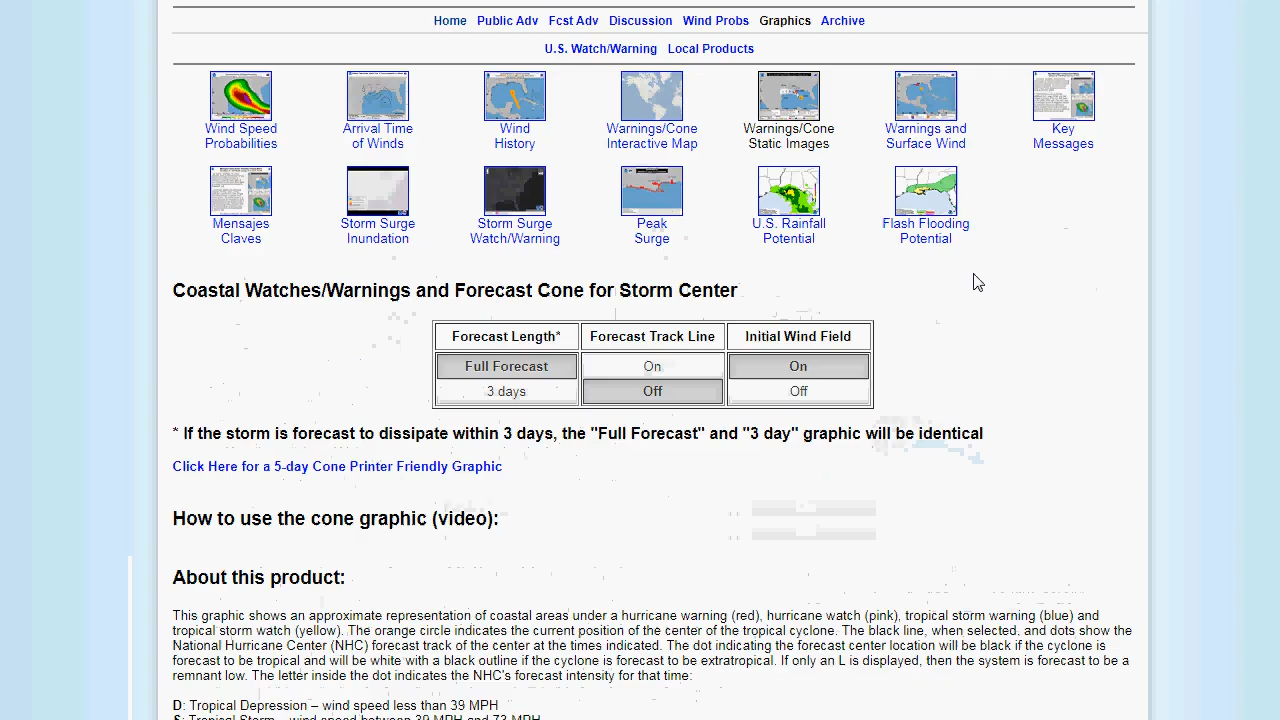 Home Public Adv Fcst Adv Discussion Wind Probs Graphics Archive
U.S. Watch/Warning Local Products
Wind Speed Probabilities
Arrival Time of Winds
Wind History
Warnings/Cone Interactive Map
Warnings/Cone Static Images
Warnings and Surface Wind
Key Messages
Mensajes Claves
Storm Surge Inundation
Storm Surge Watch/Warning
Peak Surge
U.S. Rainfall Potential
Flash Flooding Potential
Coastal Watches/Warnings and Forecast Cone for Storm Center
Forecast Length* Forecast Track Line Initial Wind Field
Full Forecast On On
3 days Off Off
* If the storm is forecast to dissipate within 3 days, the "Full Forecast" and "3 day" graphic will be identical
Click Here for a 5-day Cone Printer Friendly Graphic
How to use the cone graphic (video):
About this product:
This graphic shows an approximate representation of coastal areas under a hurricane warning (red), hurricane watch (pink), tropical storm warning (blue) and
tropical storm watch (yellow). The orange circle indicates the current position of the center of the tropical cyclone. The black line, when selected, and dots show the
National Hurricane Center (NHC) forecast track of the center at the times indicated. The dot indicating the forecast center location will be black if the cyclone is
forecast to be tropical and will be white with a black outline if the cyclone is forecast to be extratropical. If only an L is displayed, then the system is forecast to be a
remnant low. The letter inside the dot indicates the NHC's forecast intensity for that time:
D: Tropical Depression – wind speed less than 39 MPH
S: Tropical Storm – wind speed between 39 MPH and 73 MPH